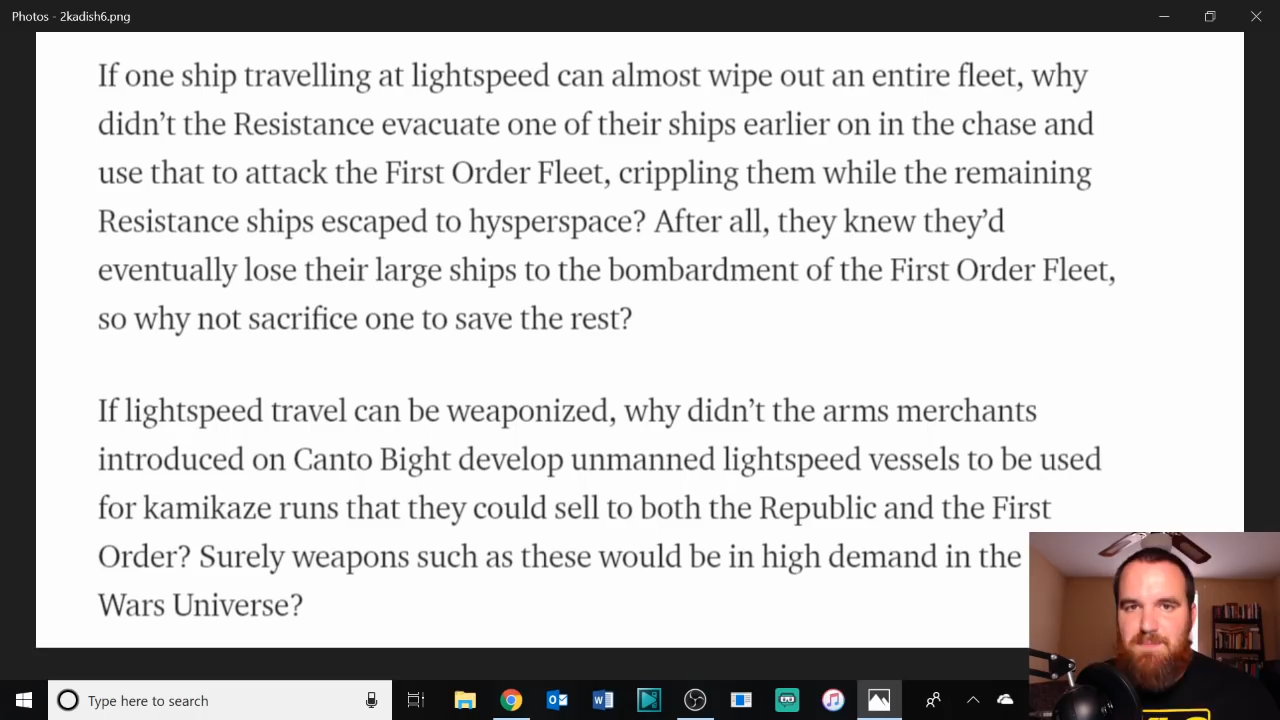 Photos - 2kadish6.png
If one ship travelling at lightspeed can almost wipe out an entire fleet, why
didn’t the Resistance evacuate one of their ships earlier on in the chase and
use that to attack the First Order Fleet, crippling them while the remaining
Resistance ships escaped to hysperspace? After all, they knew they’d
eventually lose their large ships to the bombardment of the First Order Fleet,
so why not sacrifice one to save the rest?
If lightspeed travel can be weaponized, why didn’t the arms merchants
introduced on Canto Bight develop unmanned lightspeed vessels to be used
for kamikaze runs that they could sell to both the Republic and the First
Order? Surely weapons such as these would be in high demand in the
Wars Universe?
Type here to search